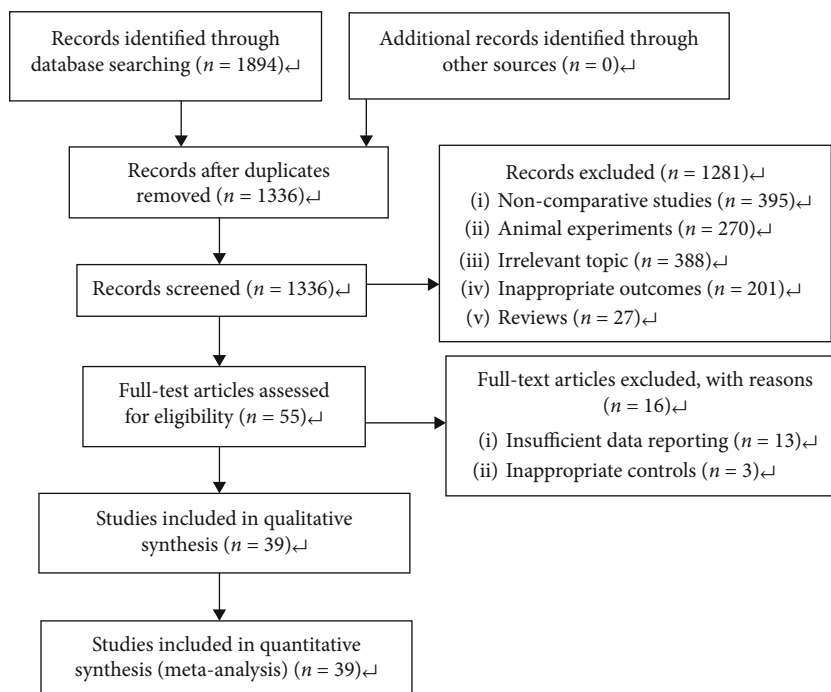 Records identified through
database searching (n = 1894)↵
Additional records identified through
other sources (n = 0)↵
Records after duplicates
removed (n = 1336)↵
Records excluded (n = 1281)↵
(i) Non-comparative studies (n = 395)↵
(ii) Animal experiments (n = 270)↵
(iii) Irrelevant topic (n = 388)↵
(iv) Inappropriate outcomes (n = 201)↵
(v) Reviews (n = 27)↵
Records screened (n = 1336)↵
Full-test articles assessed
for eligibility (n = 55)↵
Full-text articles excluded, with reasons
(n = 16)↵
(i) Insufficient data reporting (n = 13)↵
(ii) Inappropriate controls (n = 3)↵
Studies included in qualitative
synthesis (n = 39)↵
Studies included in quantitative
synthesis (meta-analysis) (n = 39)↵